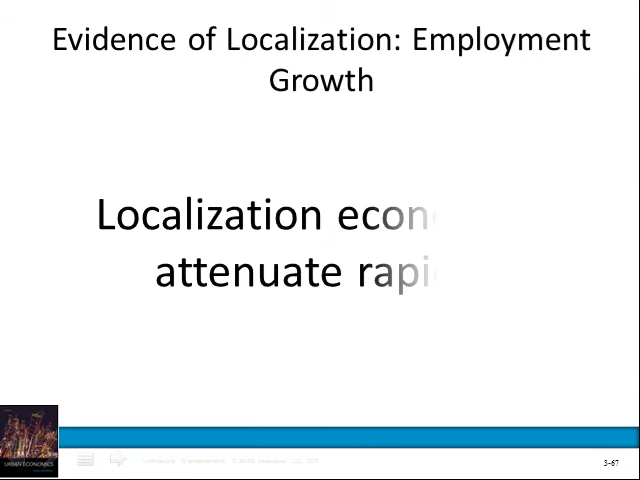 Evidence of Localization: Employment
Growth
Localization econ
attenuate rapi
URBAN ECONOMICS
3-67